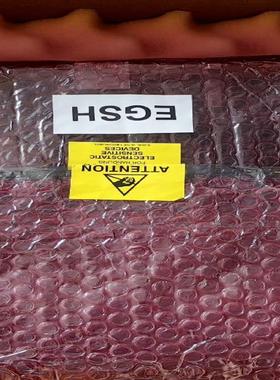 EGSH
ATTENTION
FOR HANDLING
ELECTROSTATIC
SENSITIVE
DEVICES